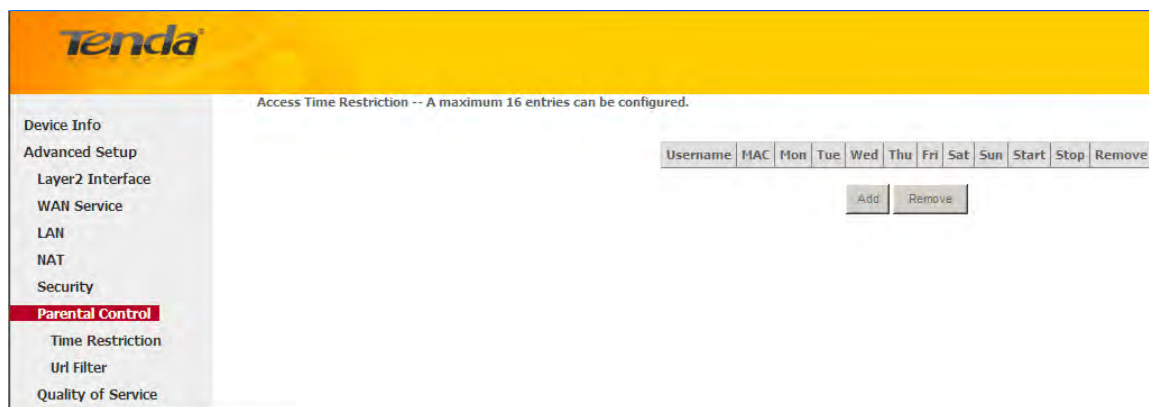 Tenda
Access Time Restriction -- A maximum 16 entries can be configured.
Device Info
Advanced Setup
Layer2 Interface
WAN Service
LAN
NAT
Security
Parental Control
Time Restriction
Url Filter
Quality of Service
Username MAC Mon Tue Wed Thu Fri Sat Sun Start Stop Remove
Add Remove